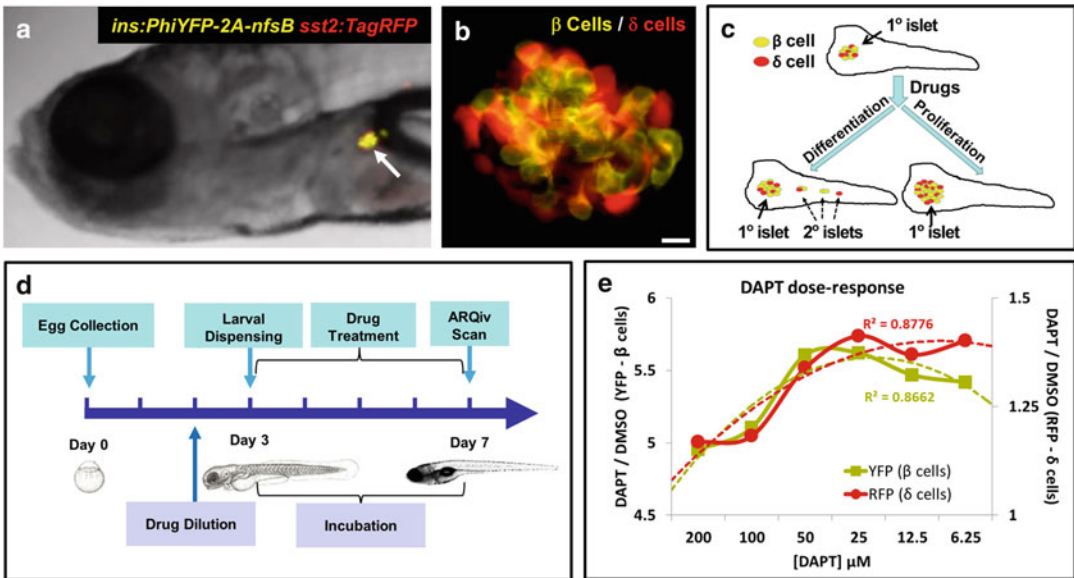 a
ins:PhiYFP-2A-nfsB sst2:TagRFP
b
β Cells / δ cells
c
β cell
δ cell
1º islet
Drugs
Differentiation
Proliferation
1º islet
2º islets
1º islet
d
Egg Collection
Larval
Dispensing
Drug
Treatment
ARQiv
Scan
Day 0
Day 3
Day 7
Drug Dilution
Incubation
e
DAPT dose-response
DAPT / DMSO (YFP - β cells)
6
5.5
5
4.5
R² = 0.8776
R² = 0.8662
YFP (β cells)
RFP (δ cells)
1.5
1.25
1
DAPT / DMSO (RFP - δ cells)
200 100 50 25 12.5 6.25
[DAPT] µM